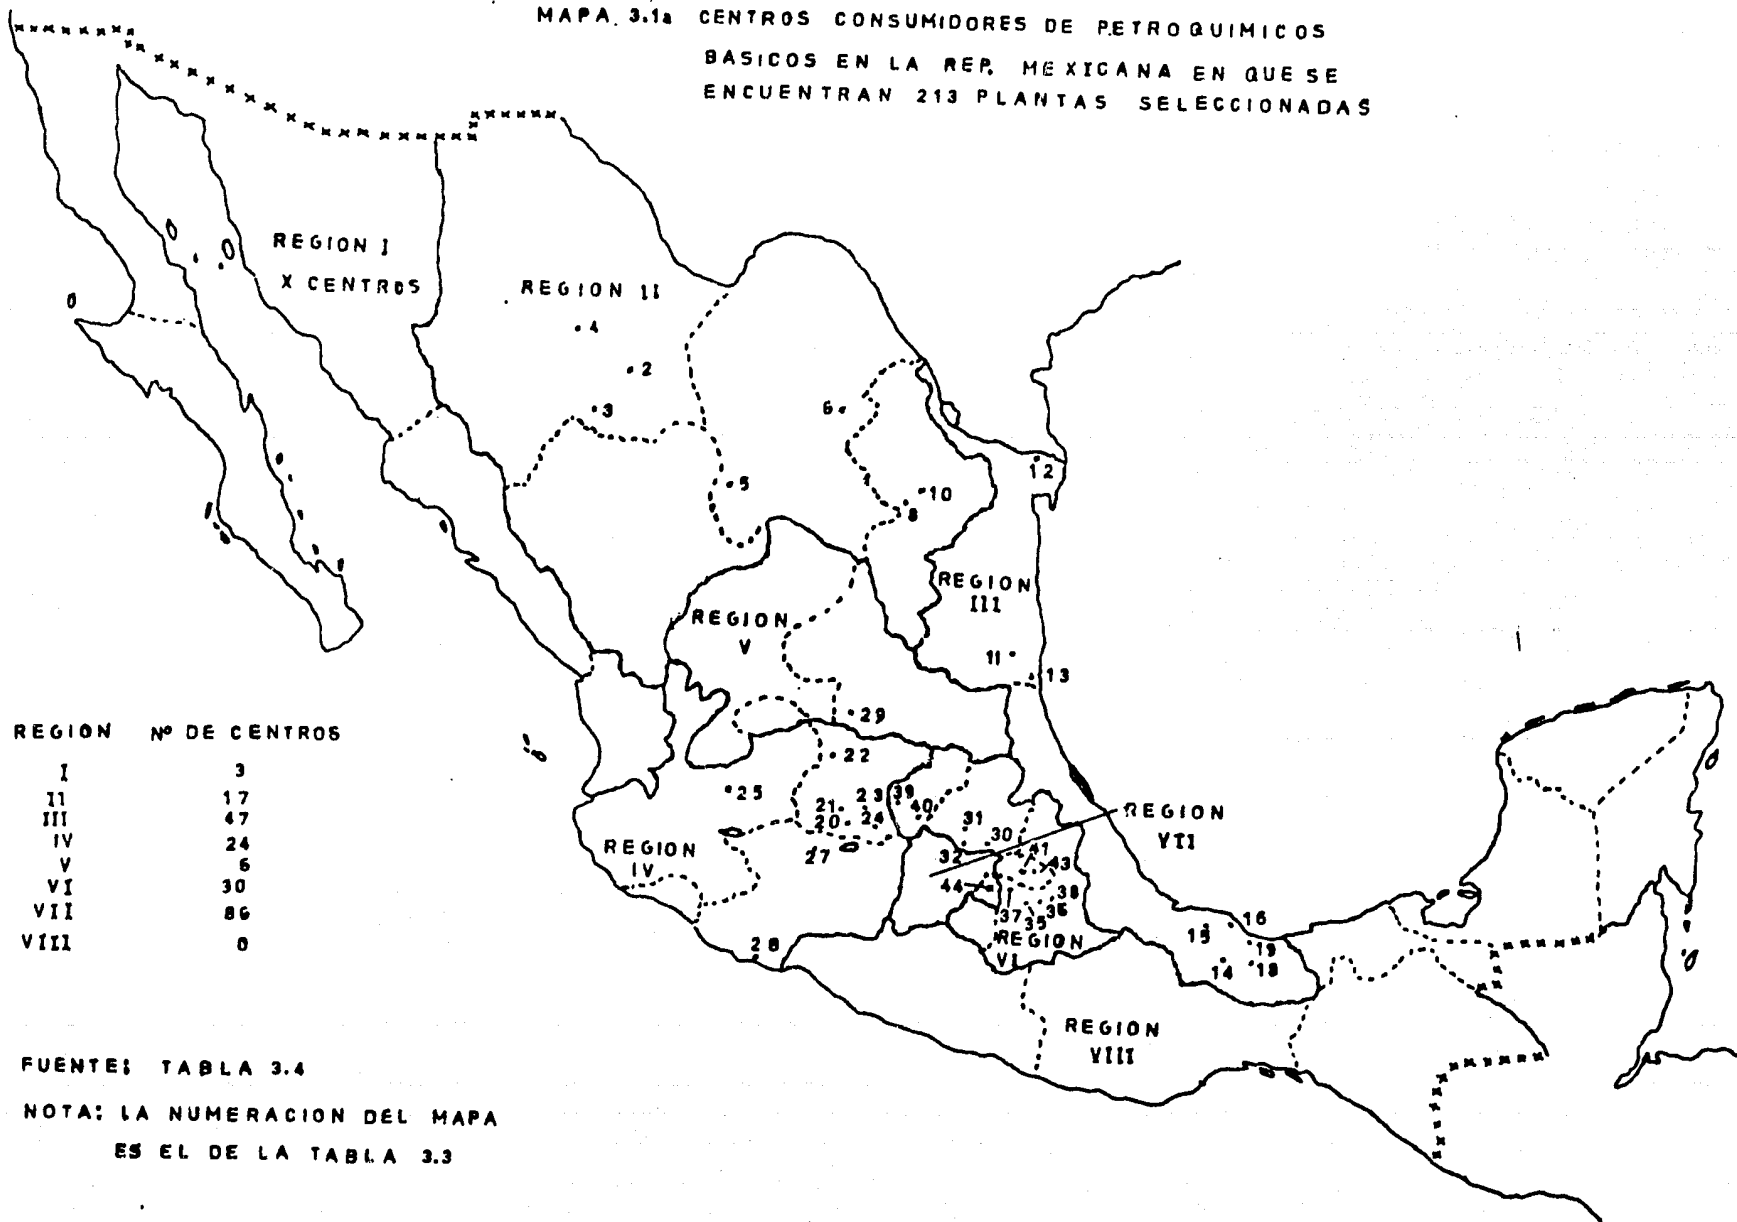 MAPA. 3.1a CENTROS CONSUMIDORES DE PETROQUIMICOS
BASICOS EN LA REP. MEXICANA EN QUE SE
ENCUENTRAN 213 PLANTAS SELECCIONADAS
REGION I
X CENTROS
REGION II
4
2
3
6
5
1
10
8
12
REGION
III
11
13
REGION
V
29
22
25
21
20
23
24
39
40
31
30
32
27
REGION
IV
28
REGION
VII
41
43
44
38
37
36
35
REGION
VI
16
15
19
14
18
REGION
VIII
REGION Nº DE CENTROS
I 3
II 17
III 47
IV 24
V 6
VI 30
VII 86
VIII 0
FUENTE: TABLA 3.4
NOTA: LA NUMERACION DEL MAPA
ES EL DE LA TABLA 3.3